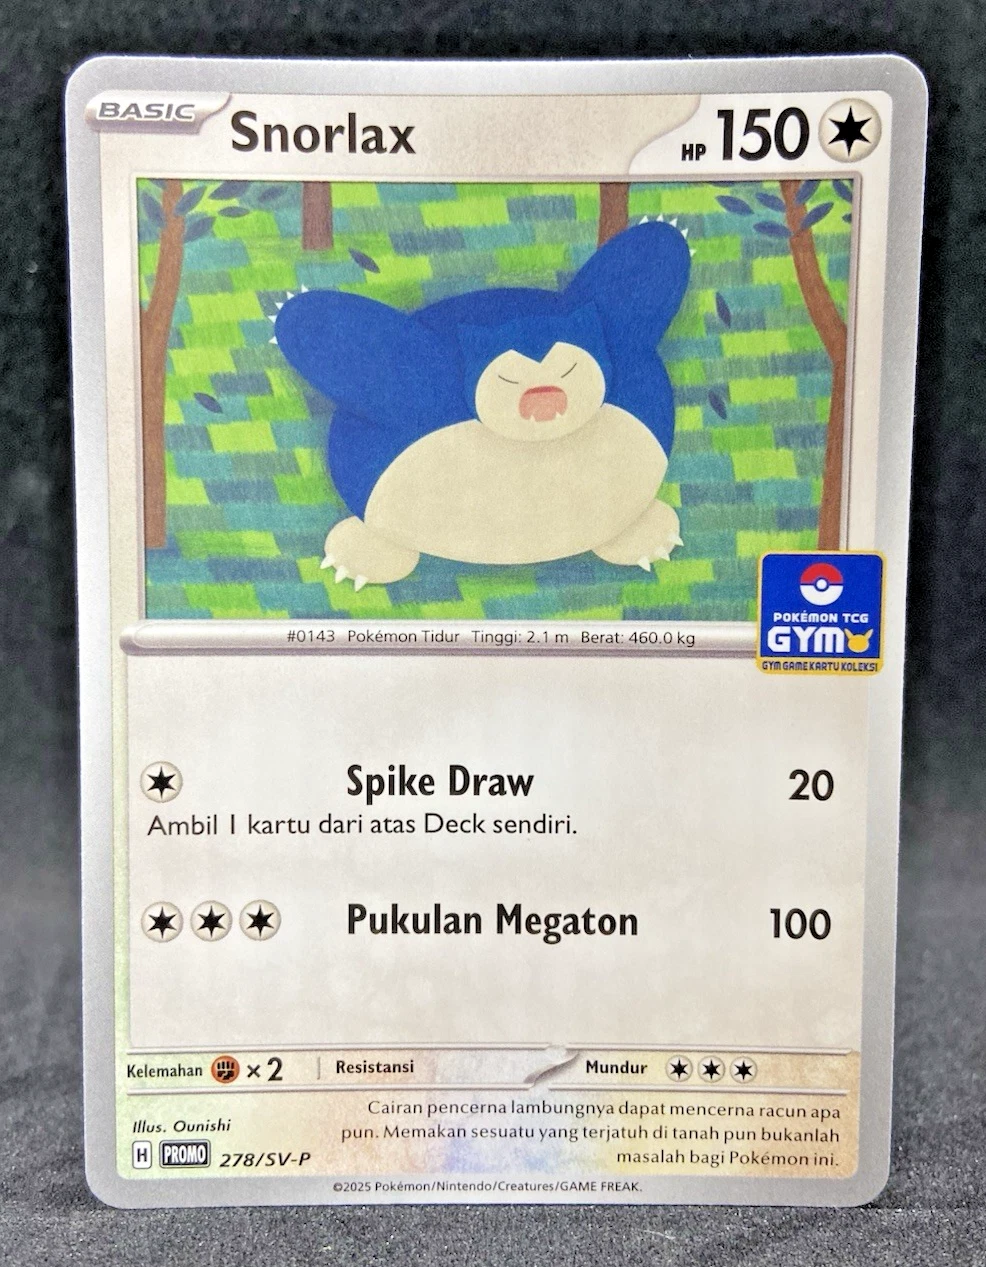 BASIC
Snorlax
HP 150
POKÉMON TCG
GYM
GYM GAME KARTU KOLEKSI
#0143 Pokémon Tidur Tinggi: 2.1 m Berat: 460.0 kg
Spike Draw 20
Ambil 1 kartu dari atas Deck sendiri.
Pukulan Megaton 100
Kelemahan ×2 Resistansi Mundur
Cairan pencerna lambungnya dapat mencerna racun apa
pun. Memakan sesuatu yang terjatuh di tanah pun bukanlah
masalah bagi Pokémon ini.
Illus. Ounishi
H PROMO 278/SV-P
©2025 Pokémon/Nintendo/Creatures/GAME FREAK.